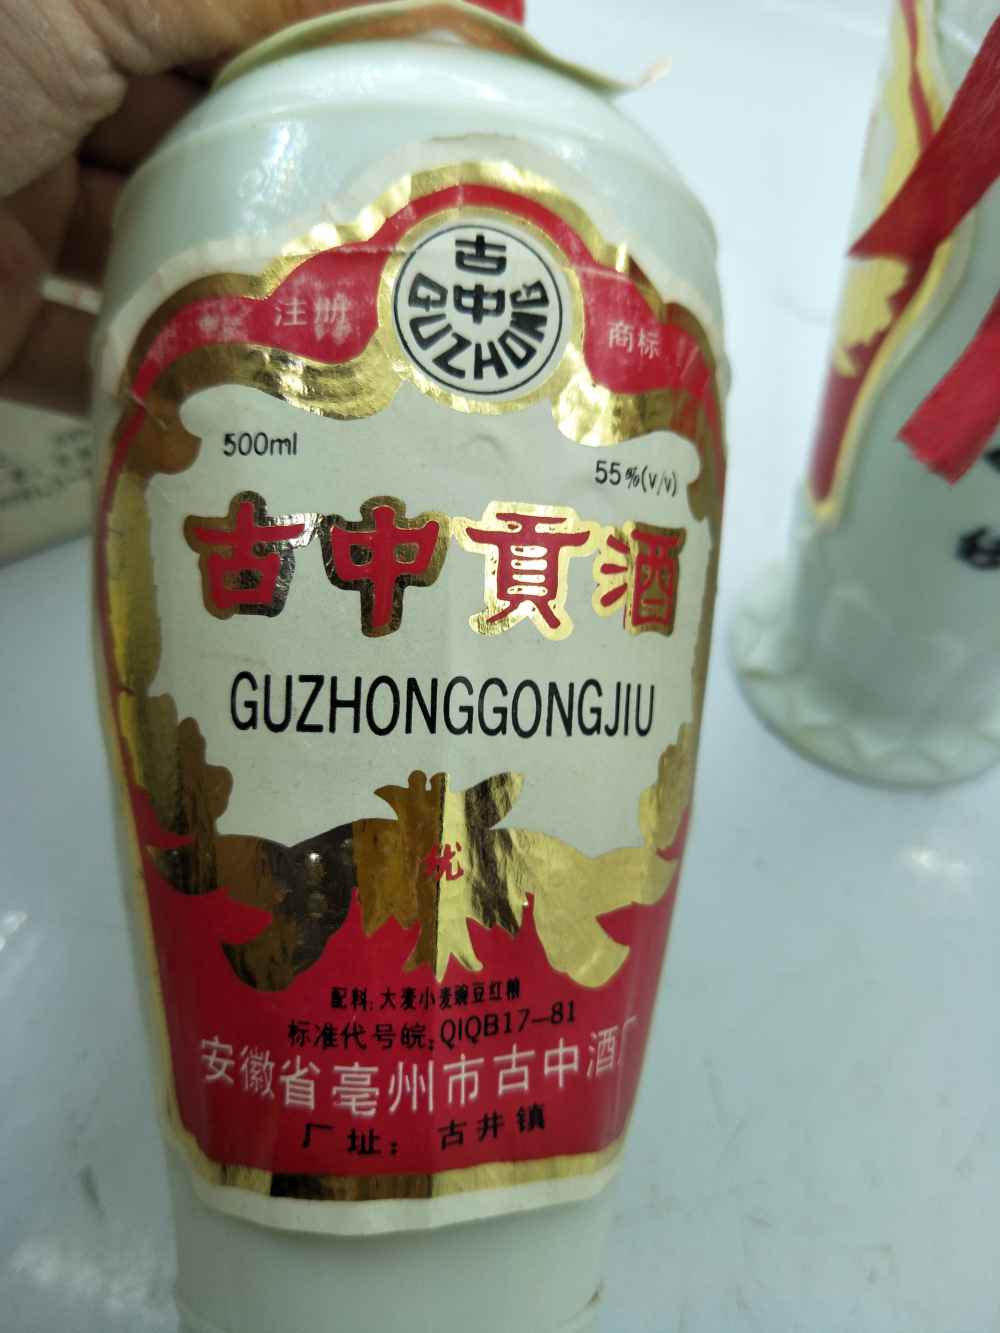 古中
GUZHONG
注册 商标
500ml
55%(v/v)
古中贡酒
GUZHONGGONGJIU
优
配料:大麦小麦豌豆红粮
标准代号皖:QIQB17-81
安徽省亳州市古中酒厂
厂址:古井镇